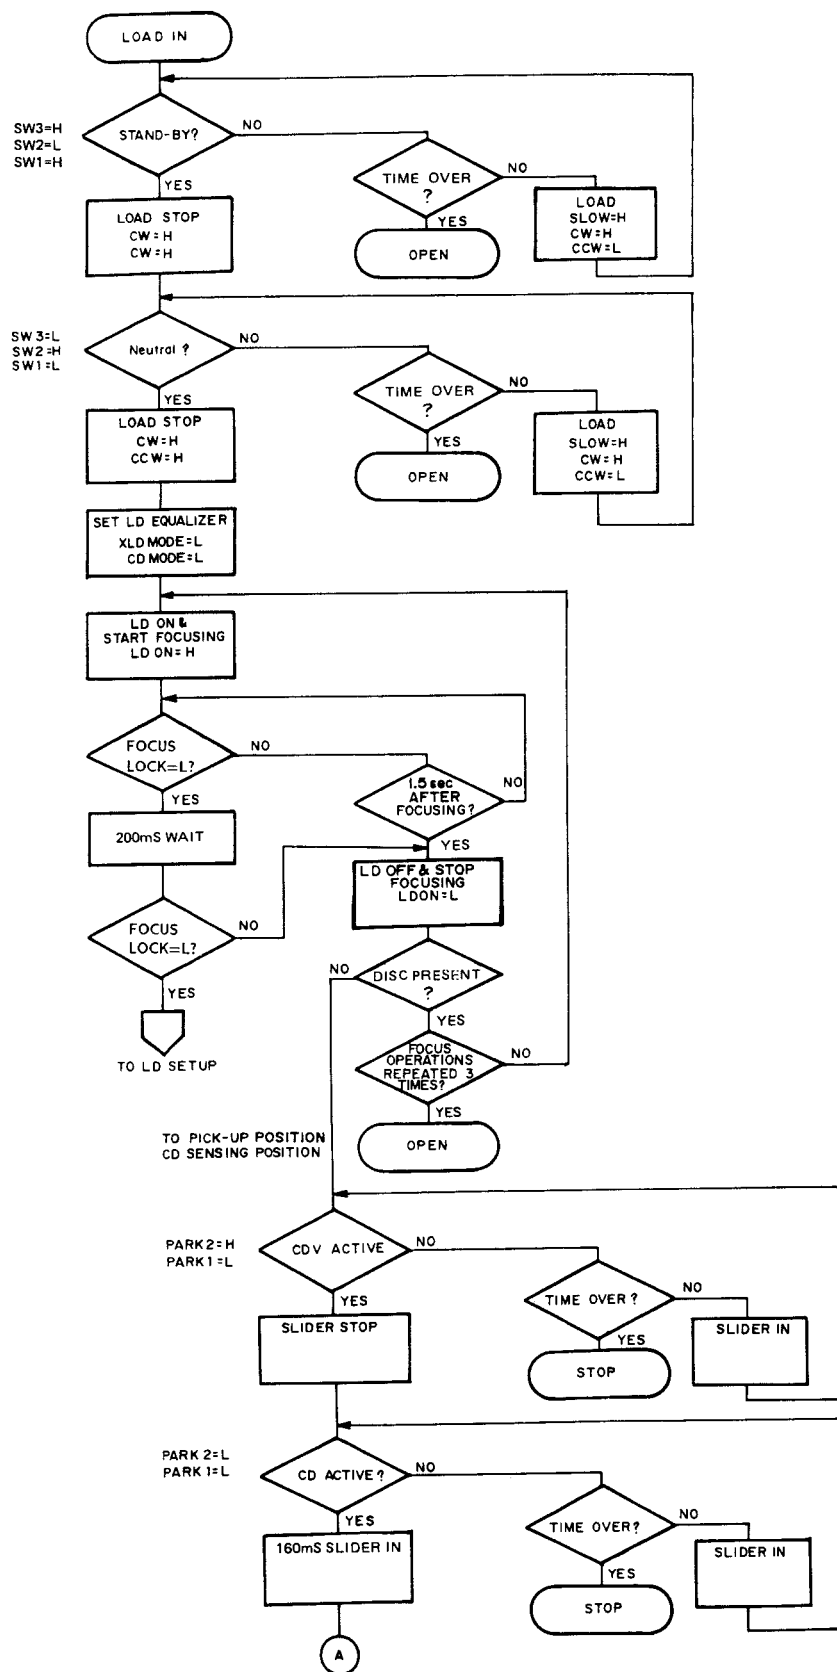 LOAD IN
SW3=H
SW2=L
SW1=H
STAND-BY?
NO
YES
TIME OVER
?
NO
YES
OPEN
LOAD
SLOW=H
CW=H
CCW=L
LOAD STOP
CW=H
CW=H
SW3=L
SW2=H
SW1=L
Neutral ?
NO
YES
TIME OVER
?
NO
YES
OPEN
LOAD
SLOW=H
CW=H
CCW=L
LOAD STOP
CW=H
CCW=H
SET LD EQUALIZER
XLD MODE=L
CD MODE=L
LD ON &
START FOCUSING
LD ON=H
FOCUS
LOCK=L?
NO
YES
1.5 sec
AFTER
FOCUSING?
NO
YES
200mS WAIT
LD OFF & STOP
FOCUSING
LDON=L
FOCUS
LOCK=L?
NO
YES
TO LD SETUP
DISC PRESENT
?
NO
YES
FOCUS
OPERATIONS
REPEATED 3
TIMES?
NO
YES
OPEN
TO PICK-UP POSITION
CD SENSING POSITION
PARK 2=H
PARK 1=L
CDV ACTIVE
NO
YES
TIME OVER?
NO
YES
STOP
SLIDER IN
SLIDER STOP
PARK 2=L
PARK 1=L
CD ACTIVE?
NO
YES
TIME OVER?
NO
YES
STOP
SLIDER IN
160mS SLIDER IN
A